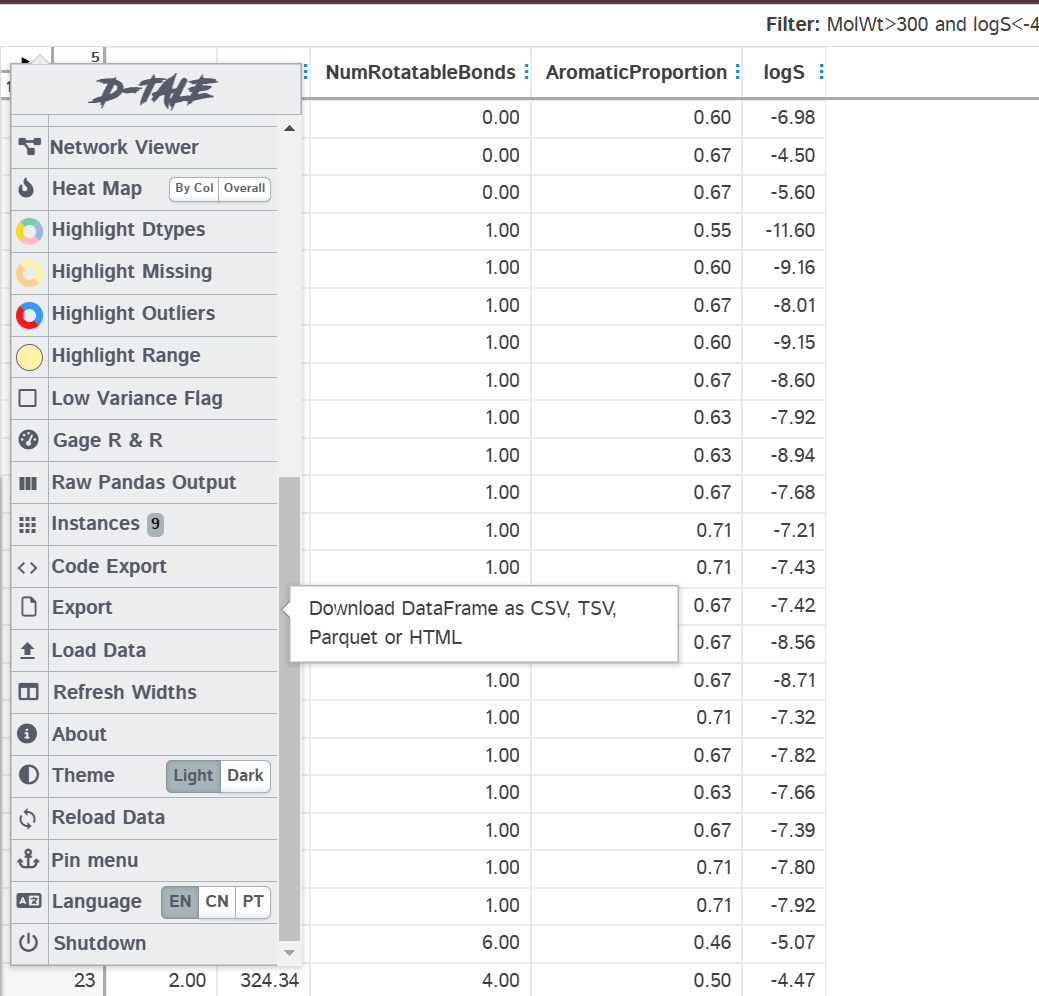 Filter: MolWt>300 and logS<-4
5
NumRotatableBonds AromaticProportion logS
D-TALE
0.00 0.60 -6.98
Network Viewer 0.00 0.67 -4.50
Heat Map By Col Overall 0.00 0.67 -5.60
Highlight Dtypes 1.00 0.55 -11.60
Highlight Missing 1.00 0.60 -9.16
Highlight Outliers 1.00 0.67 -8.01
Highlight Range 1.00 0.60 -9.15
1.00 0.67 -8.60
Low Variance Flag 1.00 0.63 -7.92
Gage R & R 1.00 0.63 -8.94
Raw Pandas Output 1.00 0.67 -7.68
Instances 9 1.00 0.71 -7.21
Code Export 1.00 0.71 -7.43
Export Download DataFrame as CSV, TSV, 0.67 -7.42
Parquet or HTML
Load Data 0.67 -8.56
Refresh Widths 1.00 0.67 -8.71
About 1.00 0.71 -7.32
1.00 0.67 -7.82
Theme Light Dark 1.00 0.63 -7.66
Reload Data 1.00 0.67 -7.39
Pin menu 1.00 0.71 -7.80
Language EN CN PT 1.00 0.71 -7.92
Shutdown 6.00 0.46 -5.07
23 2.00 324.34 4.00 0.50 -4.47